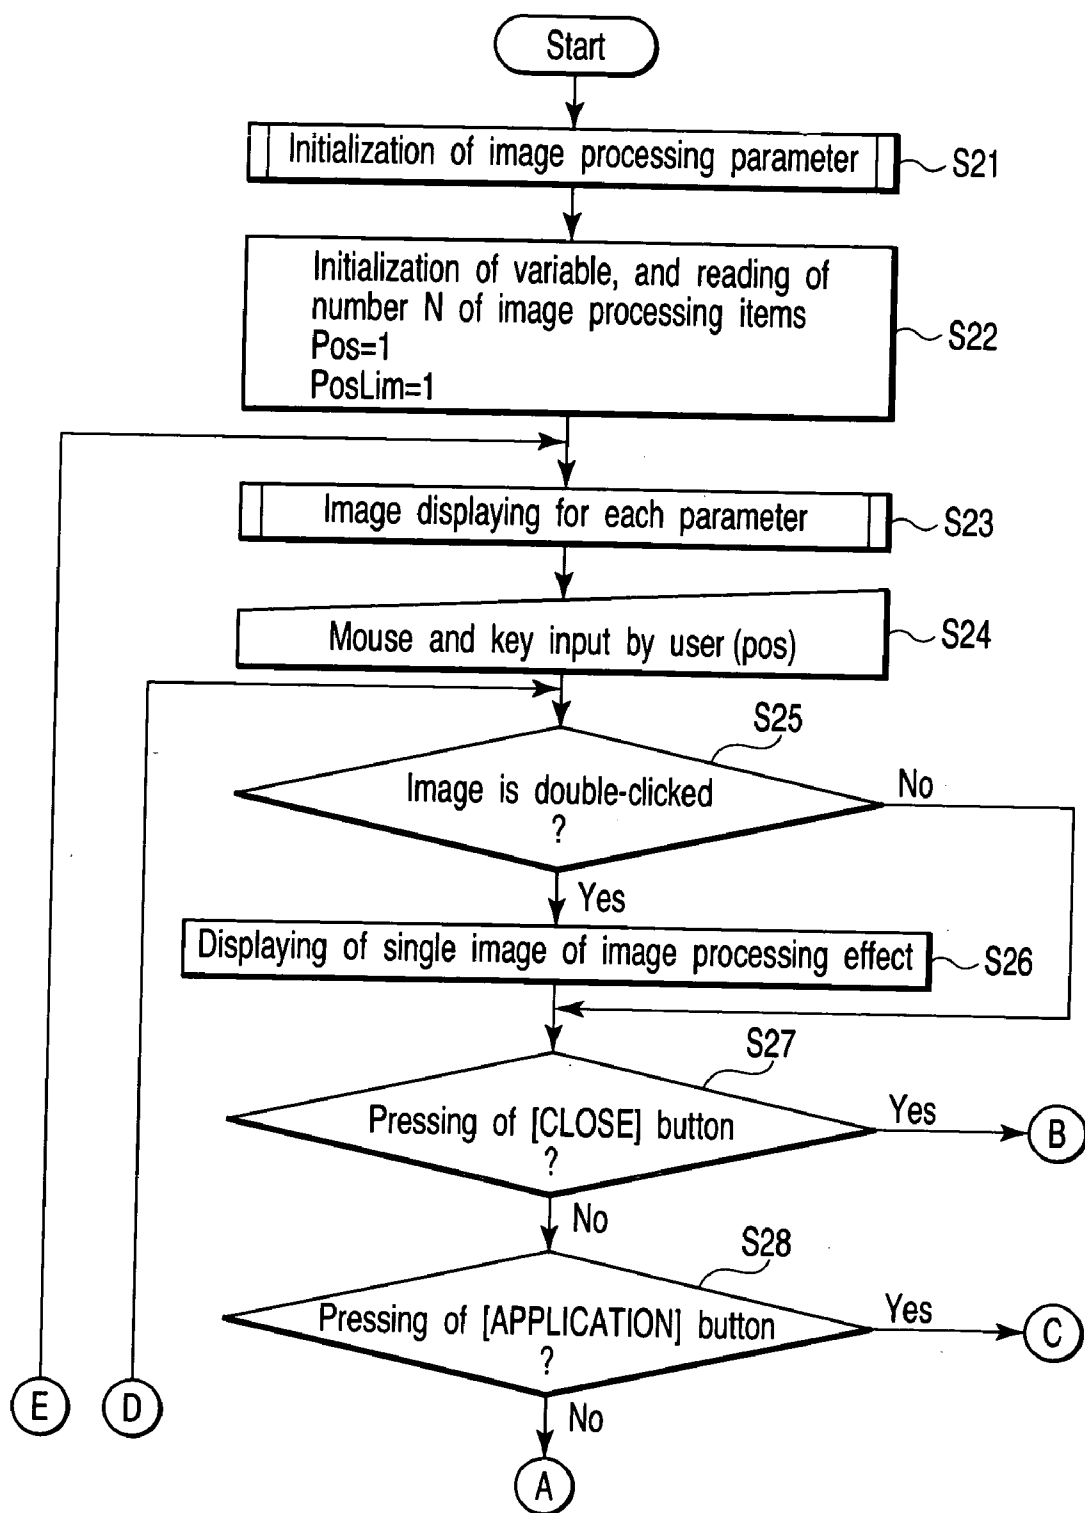 Start
Initialization of image processing parameter
S21
Initialization of variable, and reading of
number N of image processing items
Pos=1
PosLim=1
S22
Image displaying for each parameter
S23
Mouse and key input by user (pos)
S24
S25
Image is double-clicked
?
No
Yes
Displaying of single image of image processing effect
S26
S27
Pressing of [CLOSE] button
?
Yes
B
No
S28
Pressing of [APPLICATION] button
?
Yes
C
E
D
No
A